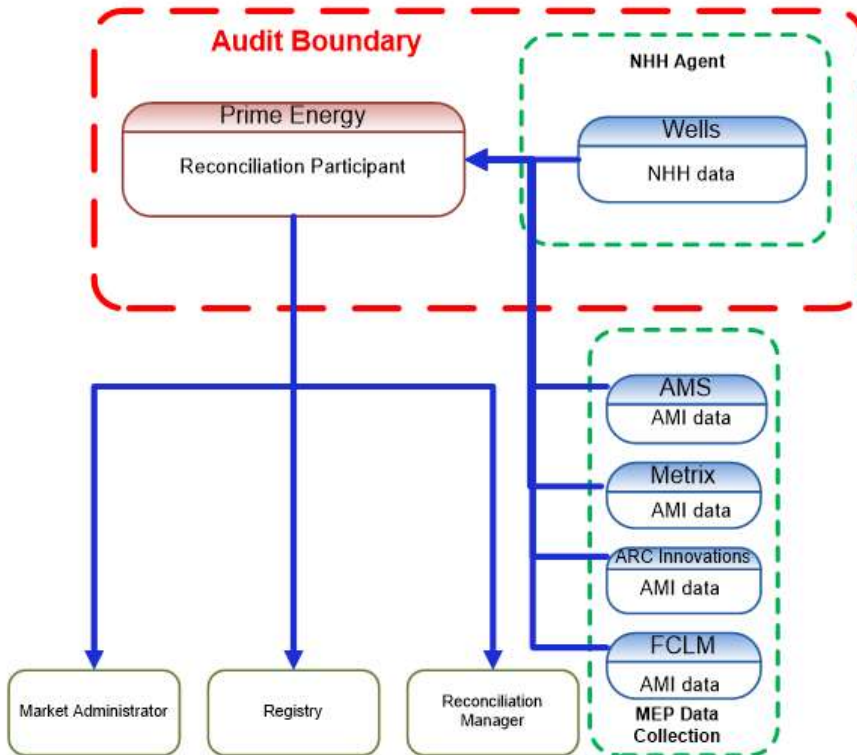 Audit Boundary
NHH Agent
Prime Energy
Reconciliation Participant
Wells
NHH data
AMS
AMI data
Metrix
AMI data
ARC Innovations
AMI data
FCLM
AMI data
MEP Data
Collection
Market Administrator
Registry
Reconciliation
Manager